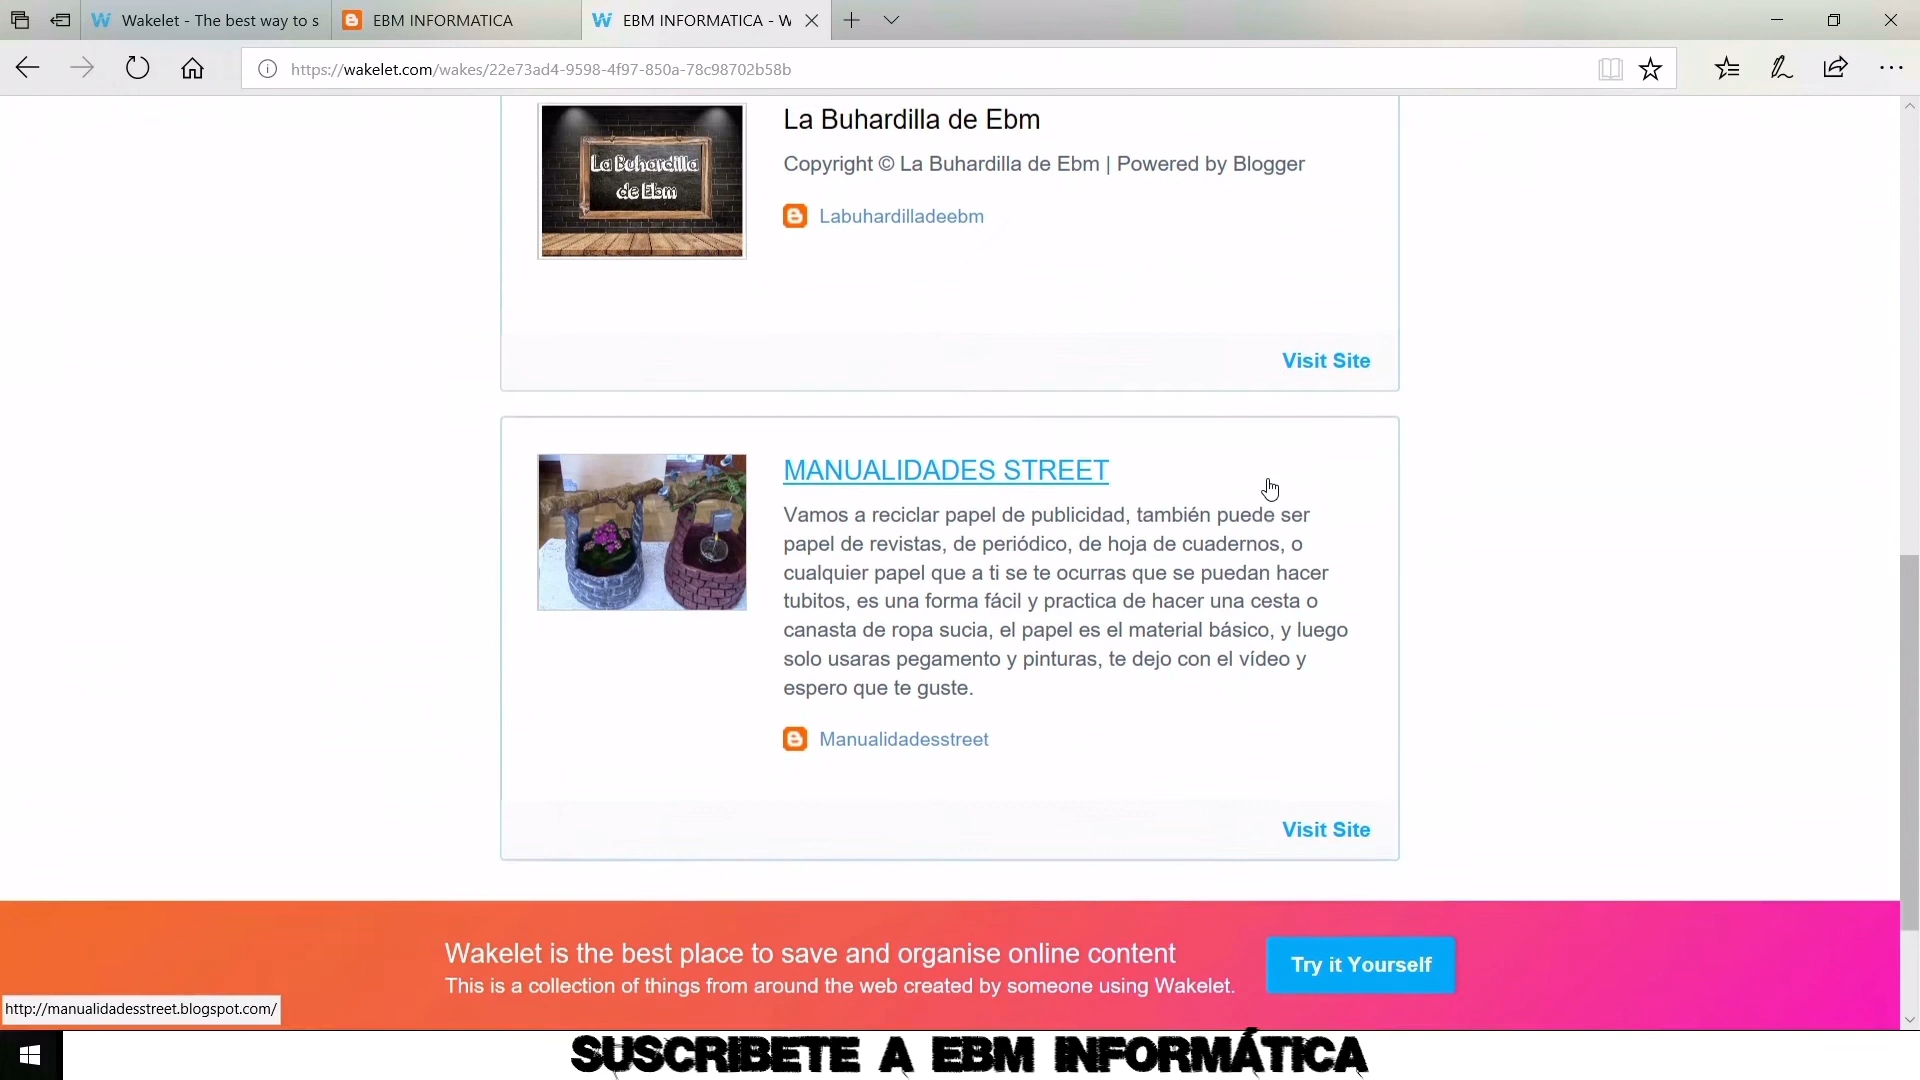 Wakelet - The best way to s
EBM INFORMATICA
EBM INFORMATICA - W
https://wakelet.com/wakes/22e73ad4-9598-4f97-850a-78c98702b58b
La Buhardilla
de Ebm
La Buhardilla de Ebm
Copyright © La Buhardilla de Ebm | Powered by Blogger
Labuhardilladeebm
Visit Site
MANUALIDADES STREET
Vamos a reciclar papel de publicidad, también puede ser
papel de revistas, de periódico, de hoja de cuadernos, o
cualquier papel que a ti se te ocurras que se puedan hacer
tubitos, es una forma fácil y practica de hacer una cesta o
canasta de ropa sucia, el papel es el material básico, y luego
solo usaras pegamento y pinturas, te dejo con el vídeo y
espero que te guste.
Manualidadesstreet
Visit Site
Wakelet is the best place to save and organise online content
This is a collection of things from around the web created by someone using Wakelet.
Try it Yourself
http://manualidadesstreet.blogspot.com/
SUSCRIBETE A EBM INFORMÁTICA